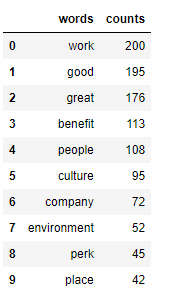 words counts
0 work 200
1 good 195
2 great 176
3 benefit 113
4 people 108
5 culture 95
6 company 72
7 environment 52
8 perk 45
9 place 42